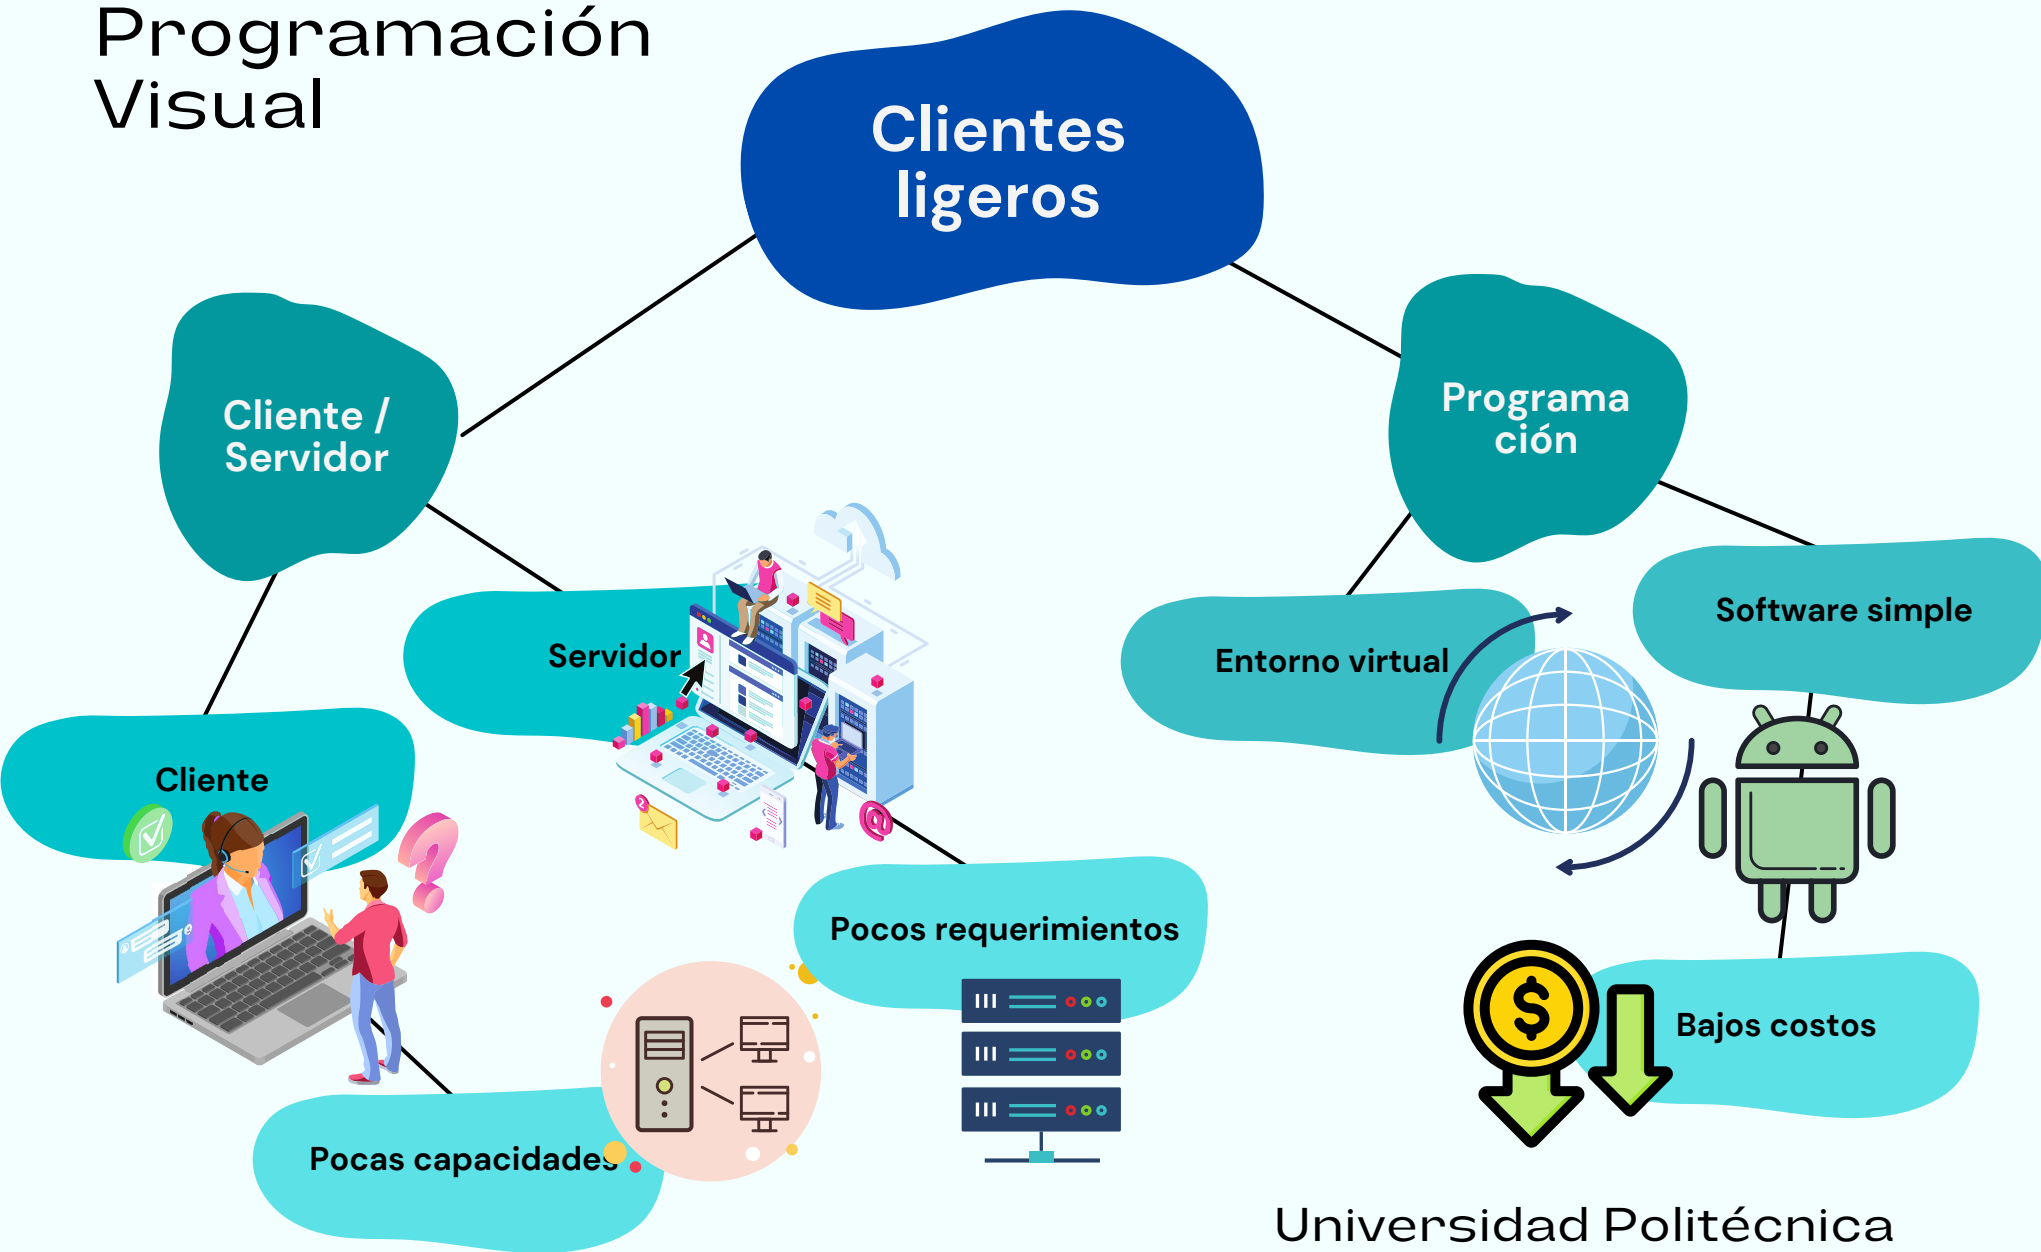 Programación
Visual
Clientes
ligeros
Cliente /
Servidor
Programa
ción
Software simple
Servidor
Entorno virtual
Cliente
2
@
?
Pocos requerimientos
$
Bajos costos
Pocas capacidades
Universidad Politécnica